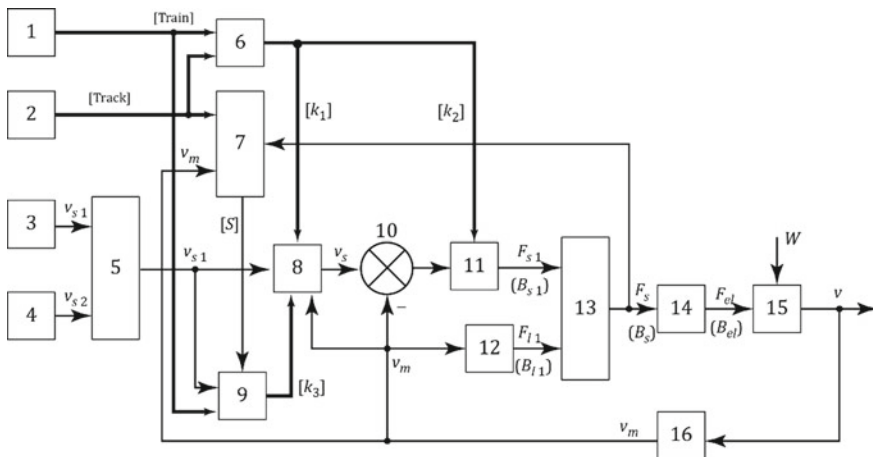 [Train]
1
6
[Track]
2
[k₁]
[k₂]
7
vₘ
3
vₛ₁
[S]
10
W
5
vₛ₁
8
vₛ
11
Fₛ₁
(Bₛ₁)
13
Fₛ
(Bₛ)
14
Fₑₗ
(Bₑₗ)
15
v
4
vₛ₂
−
12
Fₗ₁
(Bₗ₁)
vₘ
9
[k₃]
vₘ
16